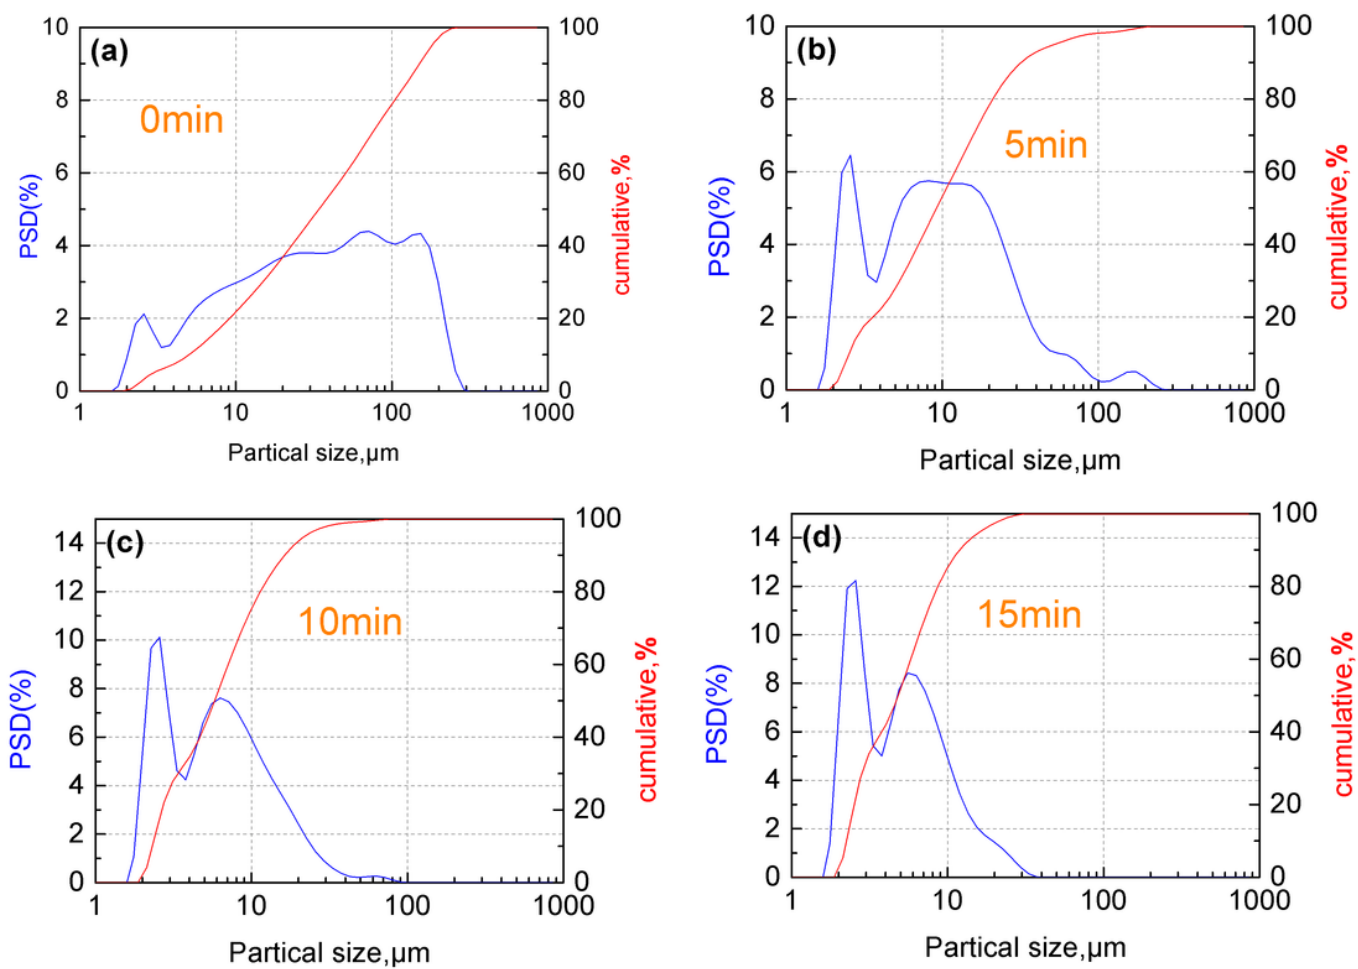 (a)
0min
10
8
6
4
2
0
100
80
60
40
20
0
1 10 100 1000
PSD(%)
cumulative,%
Partical size,μm
(b)
5min
10
8
6
4
2
0
100
80
60
40
20
0
1 10 100 1000
PSD(%)
cumulative,%
Partical size,μm
(c)
10min
14
12
10
8
6
4
2
0
100
80
60
40
20
0
1 10 100 1000
PSD(%)
cumulative,%
Partical size,μm
(d)
15min
14
12
10
8
6
4
2
0
100
80
60
40
20
0
1 10 100 1000
PSD(%)
cumulative,%
Partical size,μm